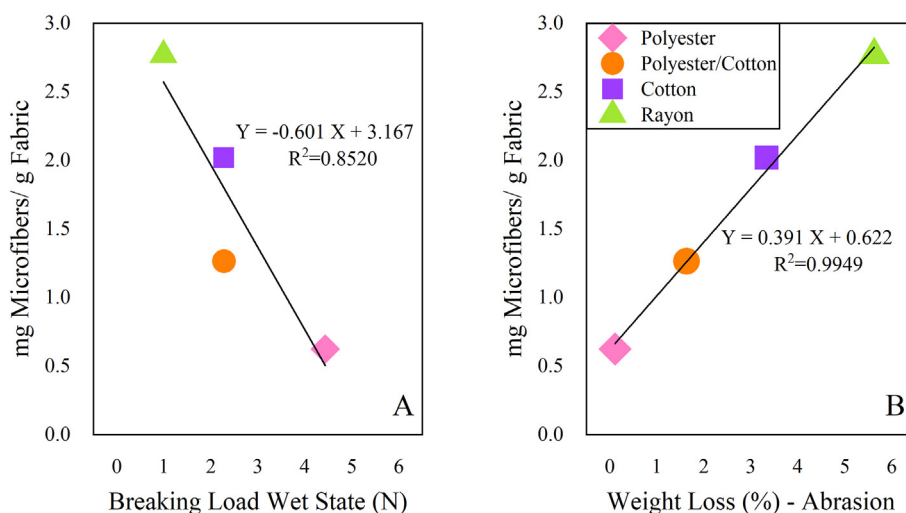 mg Microfibers/ g Fabric
3.0
2.5
2.0
1.5
1.0
0.5
0.0
Y = -0.601 X + 3.167
R²=0.8520
A
0 1 2 3 4 5 6
Breaking Load Wet State (N)
mg Microfibers/ g Fabric
3.0
2.5
2.0
1.5
1.0
0.5
0.0
Polyester
Polyester/Cotton
Cotton
Rayon
Y = 0.391 X + 0.622
R²=0.9949
B
0 1 2 3 4 5 6
Weight Loss (%) - Abrasion